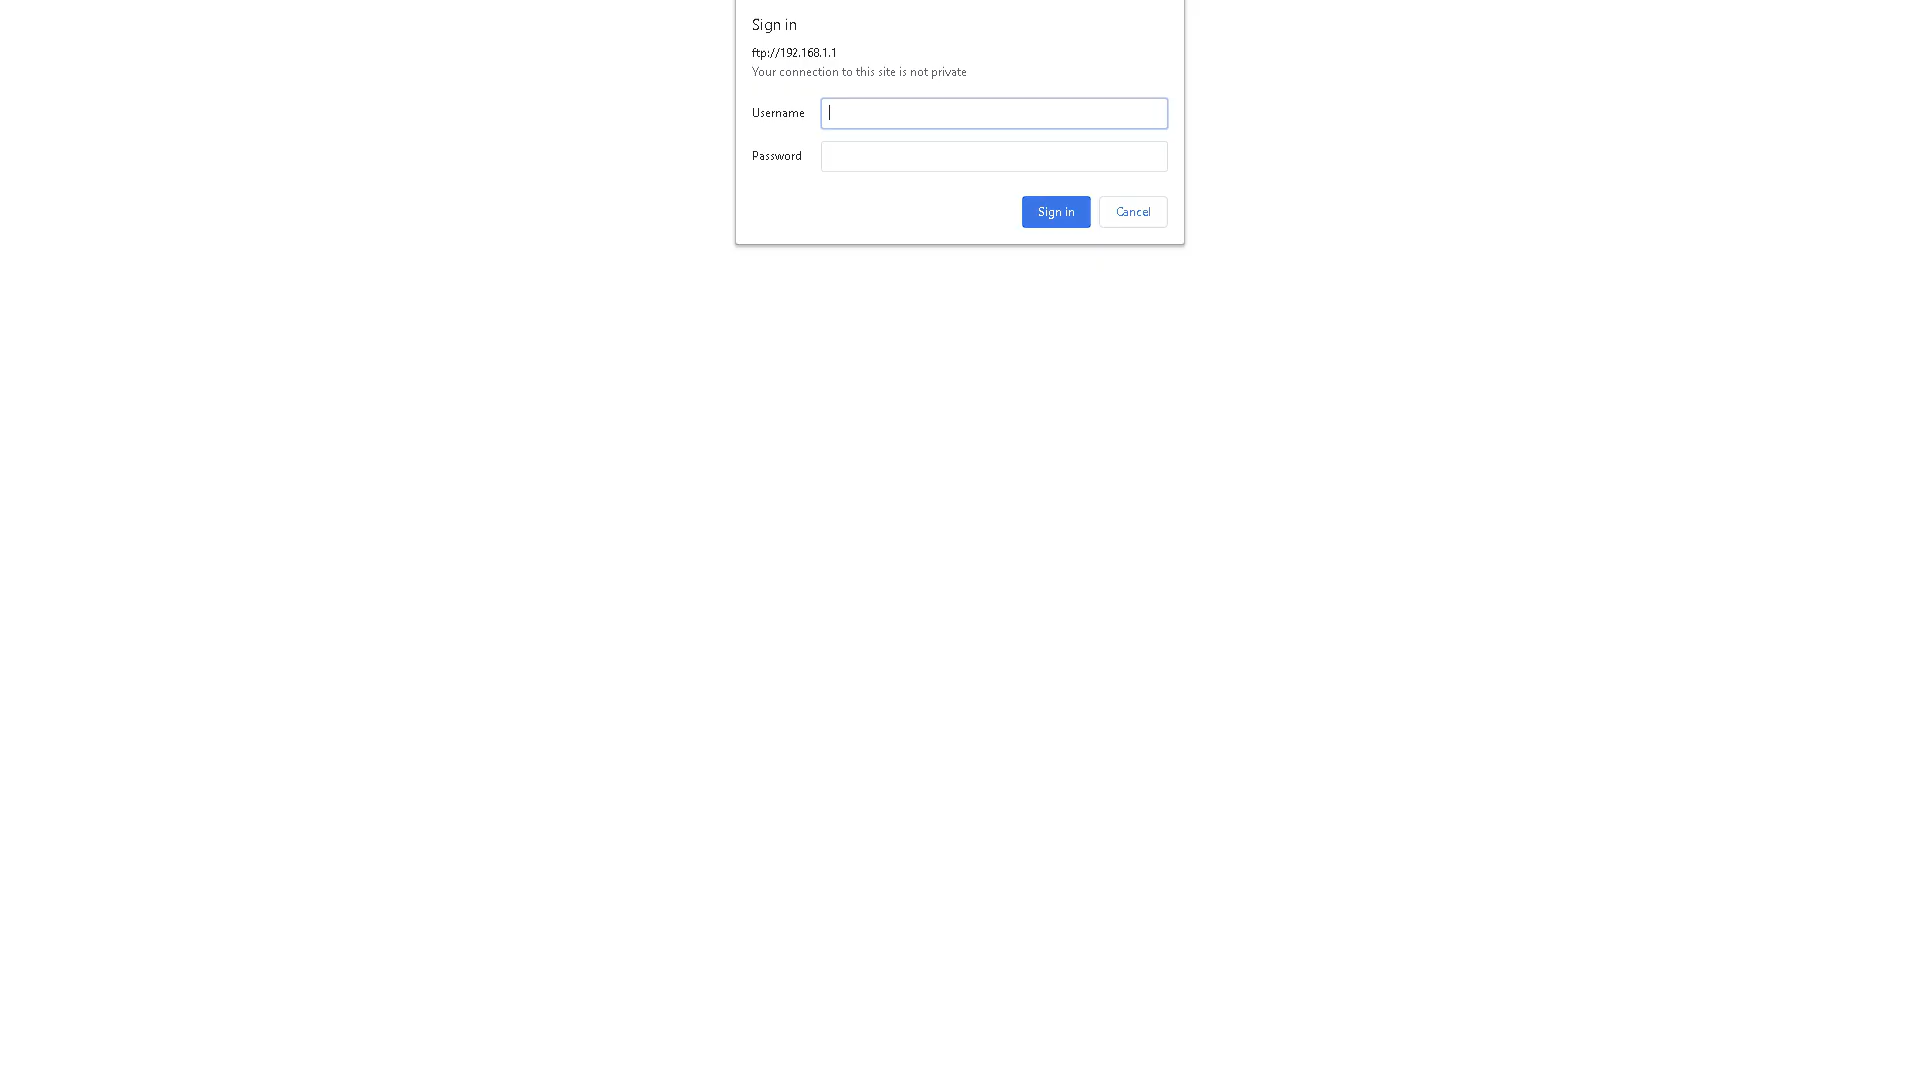 Sign in
ftp://192.168.1.1
Your connection to this site is not private
Username
Password
Sign in Cancel